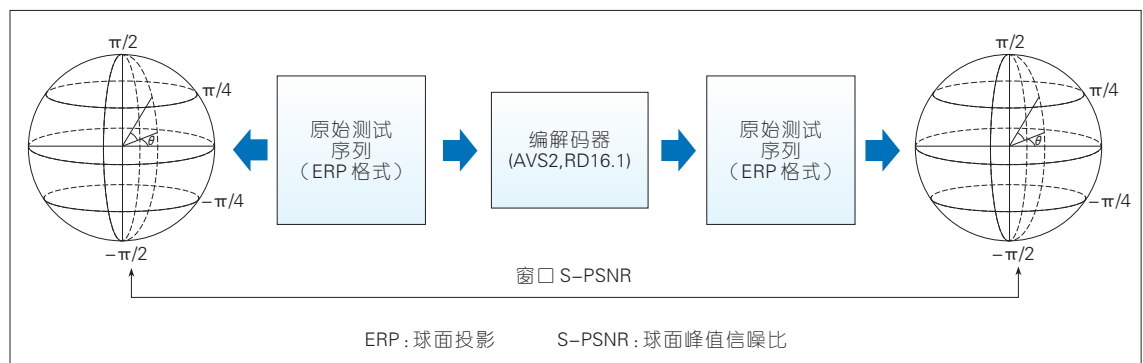 π/2
π/4
θ
−π/4
−π/2
原始测试
序列
(ERP 格式)
编解码器
(AVS2,RD16.1)
原始测试
序列
(ERP 格式)
π/2
π/4
θ
−π/4
−π/2
窗口 S-PSNR
ERP:球面投影 S-PSNR:球面峰值信噪比